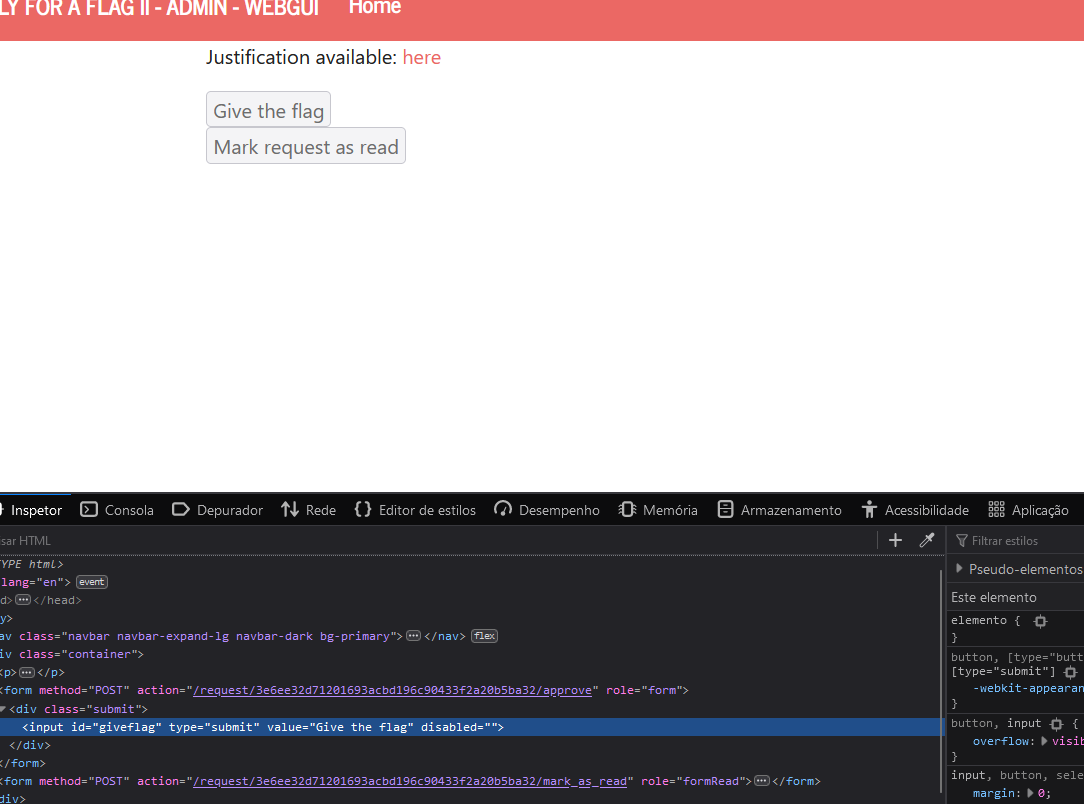 LY FOR A FLAG II - ADMIN - WEBGUI Home
Justification available: here
Give the flag
Mark request as read
Inspetor Consola Depurador Rede Editor de estilos Desempenho Memória Armazenamento Acessibilidade Aplicação
sar HTML
Filtrar estilos
YPE html>
lang="en"> event
d> ••• </head>
y>
av class="navbar navbar-expand-lg navbar-dark bg-primary"> ••• </nav> flex
iv class="container">
<p> ••• </p>
<form method="POST" action="/request/3e6ee32d71201693acbd196c90433f2a20b5ba32/approve" role="form">
<div class="submit">
<input id="giveflag" type="submit" value="Give the flag" disabled="">
</div>
</form>
<form method="POST" action="/request/3e6ee32d71201693acbd196c90433f2a20b5ba32/mark_as_read" role="formRead"> ••• </form>
div>
Pseudo-elementos
Este elemento
elemento {
}
button, [type="butt
[type="submit"]
-webkit-appearan
}
button, input {
overflow: visib
}
input, button, sele
margin: 0;